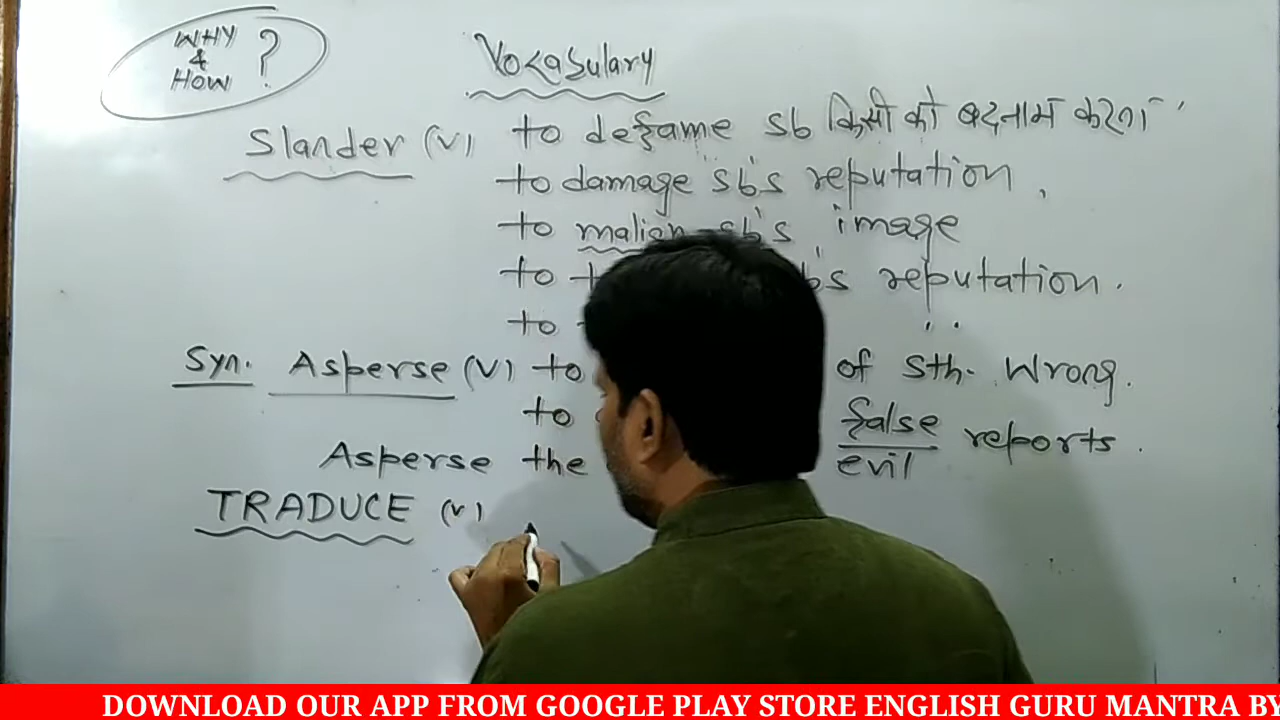 WHY & HOW ?
Vocabulary
Slander (v) to defame sb किसी को बदनाम करना
to damage sb's reputation.
to malign sb's image
to sb's reputation.
to
Syn. Asperse (v) to of sth. wrong.
to false reports.
evil
Asperse the
TRADUCE (v)
DOWNLOAD OUR APP FROM GOOGLE PLAY STORE ENGLISH GURU MANTRA BY